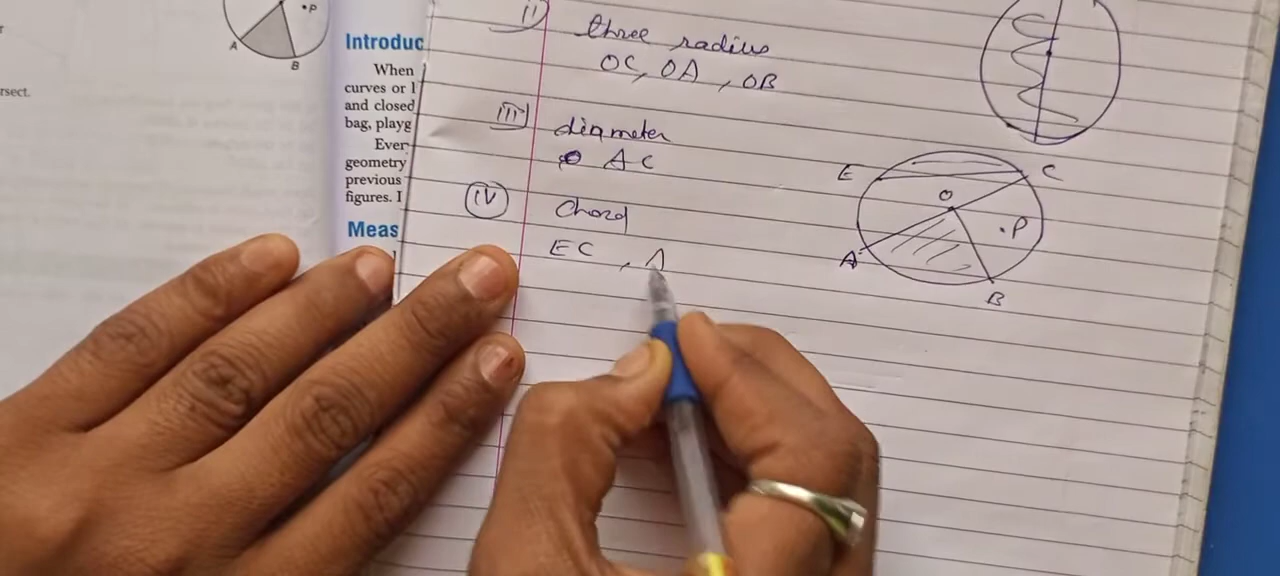 P
A
B
rsect.
Introduc
When
curves or l
and closed
bag, playg
Ever
geometry
previous
figures. I
Meas
II) three radius
OC, OA, OB
III) diameter
AC
IV Chord
EC, A
E
C
O
P
A
B